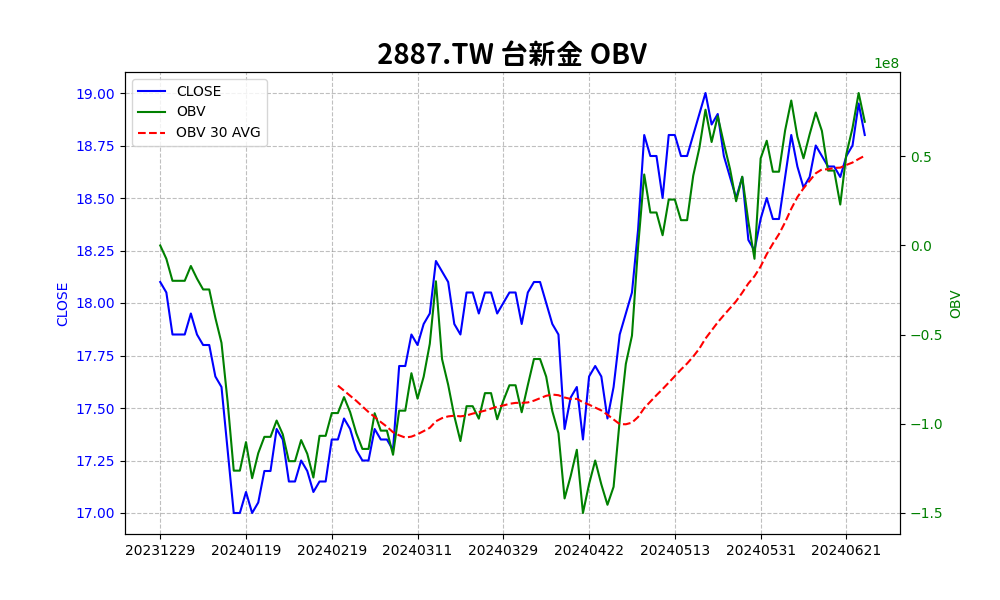 2887.TW 台新金 OBV
1e8
CLOSE
OBV
OBV 30 AVG
19.00
18.75
18.50
18.25
18.00
17.75
17.50
17.25
17.00
CLOSE
0.5
0.0
−0.5
−1.0
−1.5
OBV
20231229 20240119 20240219 20240311 20240329 20240422 20240513 20240531 20240621